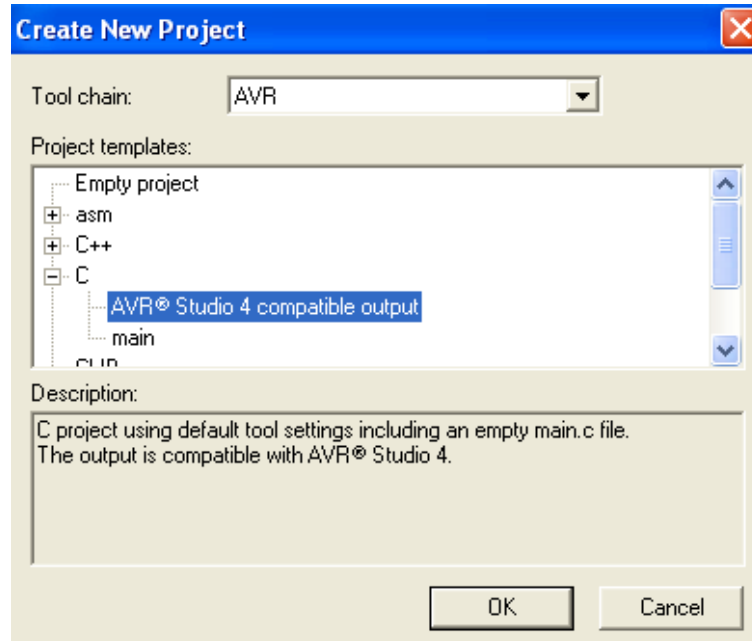 Create New Project
Tool chain: AVR
Project templates:
Empty project
asm
C++
C
AVR® Studio 4 compatible output
main
Description:
C project using default tool settings including an empty main.c file.
The output is compatible with AVR® Studio 4.
OK Cancel